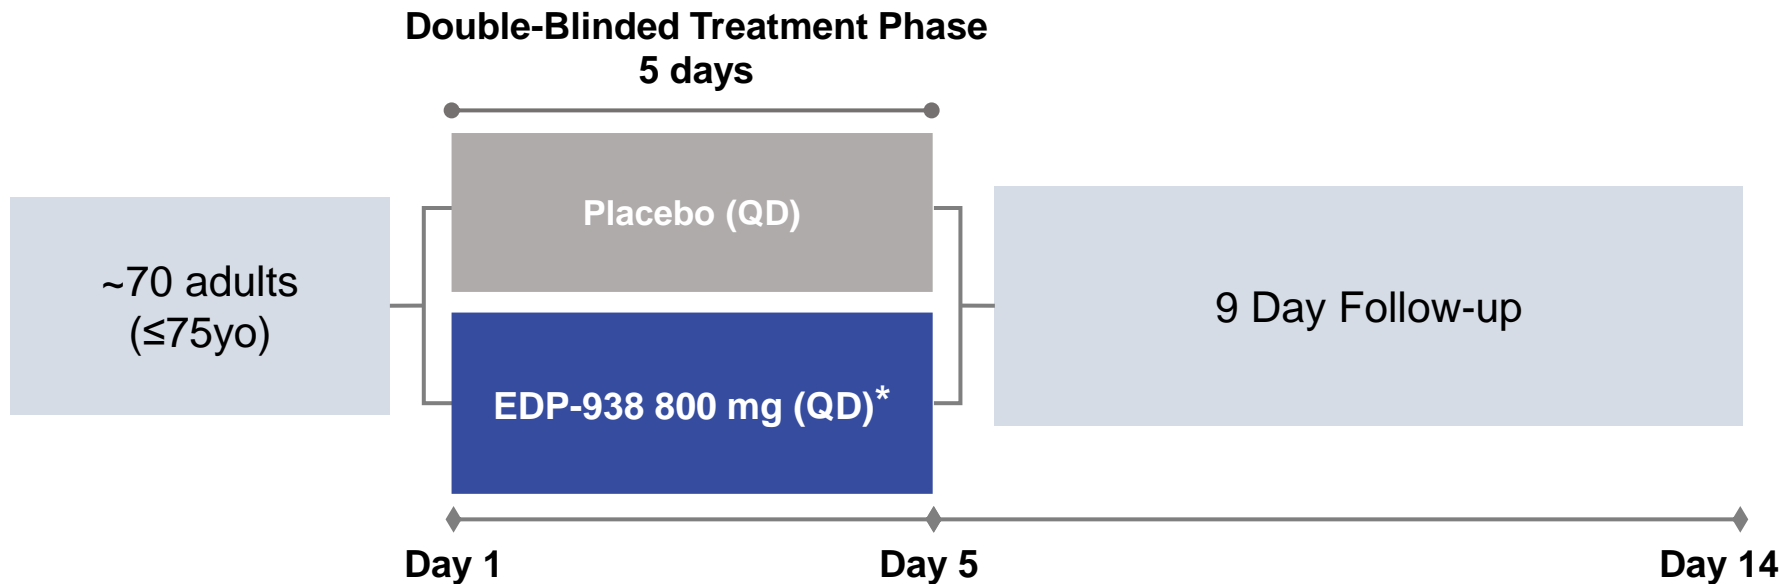 Double-Blinded Treatment Phase
5 days
~70 adults
(≤75yo)
Placebo (QD)
EDP-938 800 mg (QD)*
9 Day Follow-up
Day 1
Day 5
Day 14